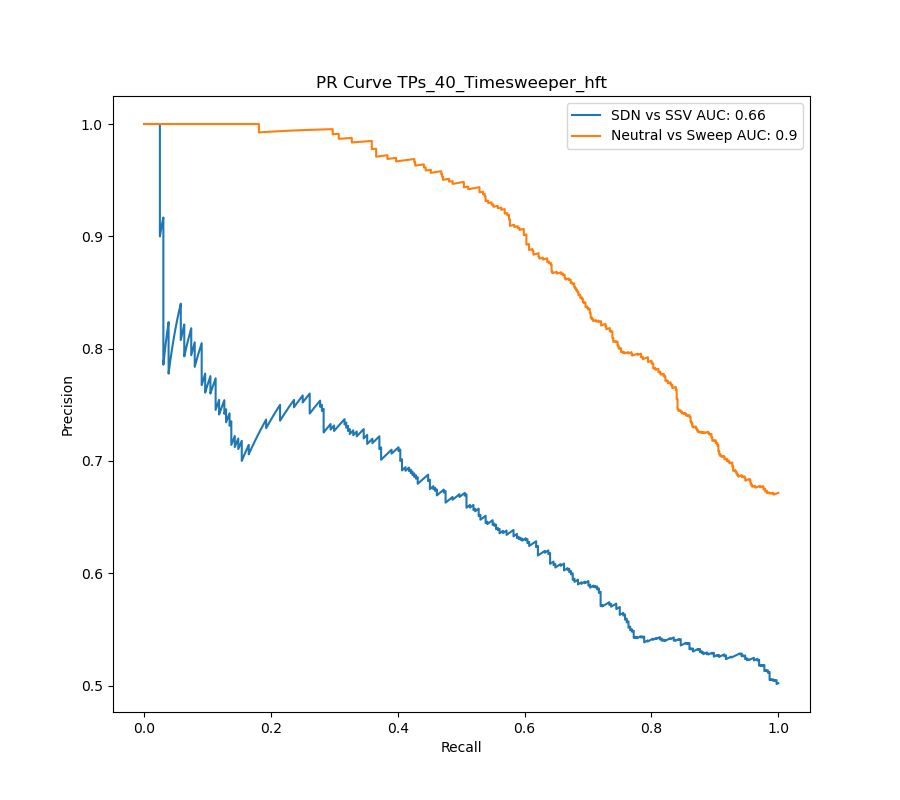 PR Curve TPs_40_Timesweeper_hft
SDN vs SSV AUC: 0.66
Neutral vs Sweep AUC: 0.9
1.0
0.9
0.8
0.7
0.6
0.5
Precision
0.0 0.2 0.4 0.6 0.8 1.0
Recall